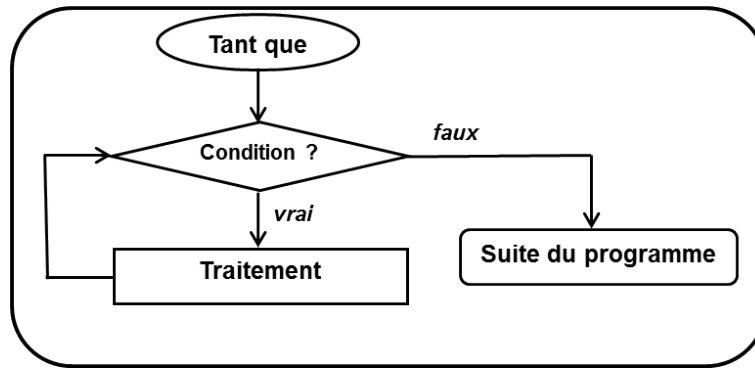 Tant que
Condition ?
faux
vrai
Traitement
Suite du programme